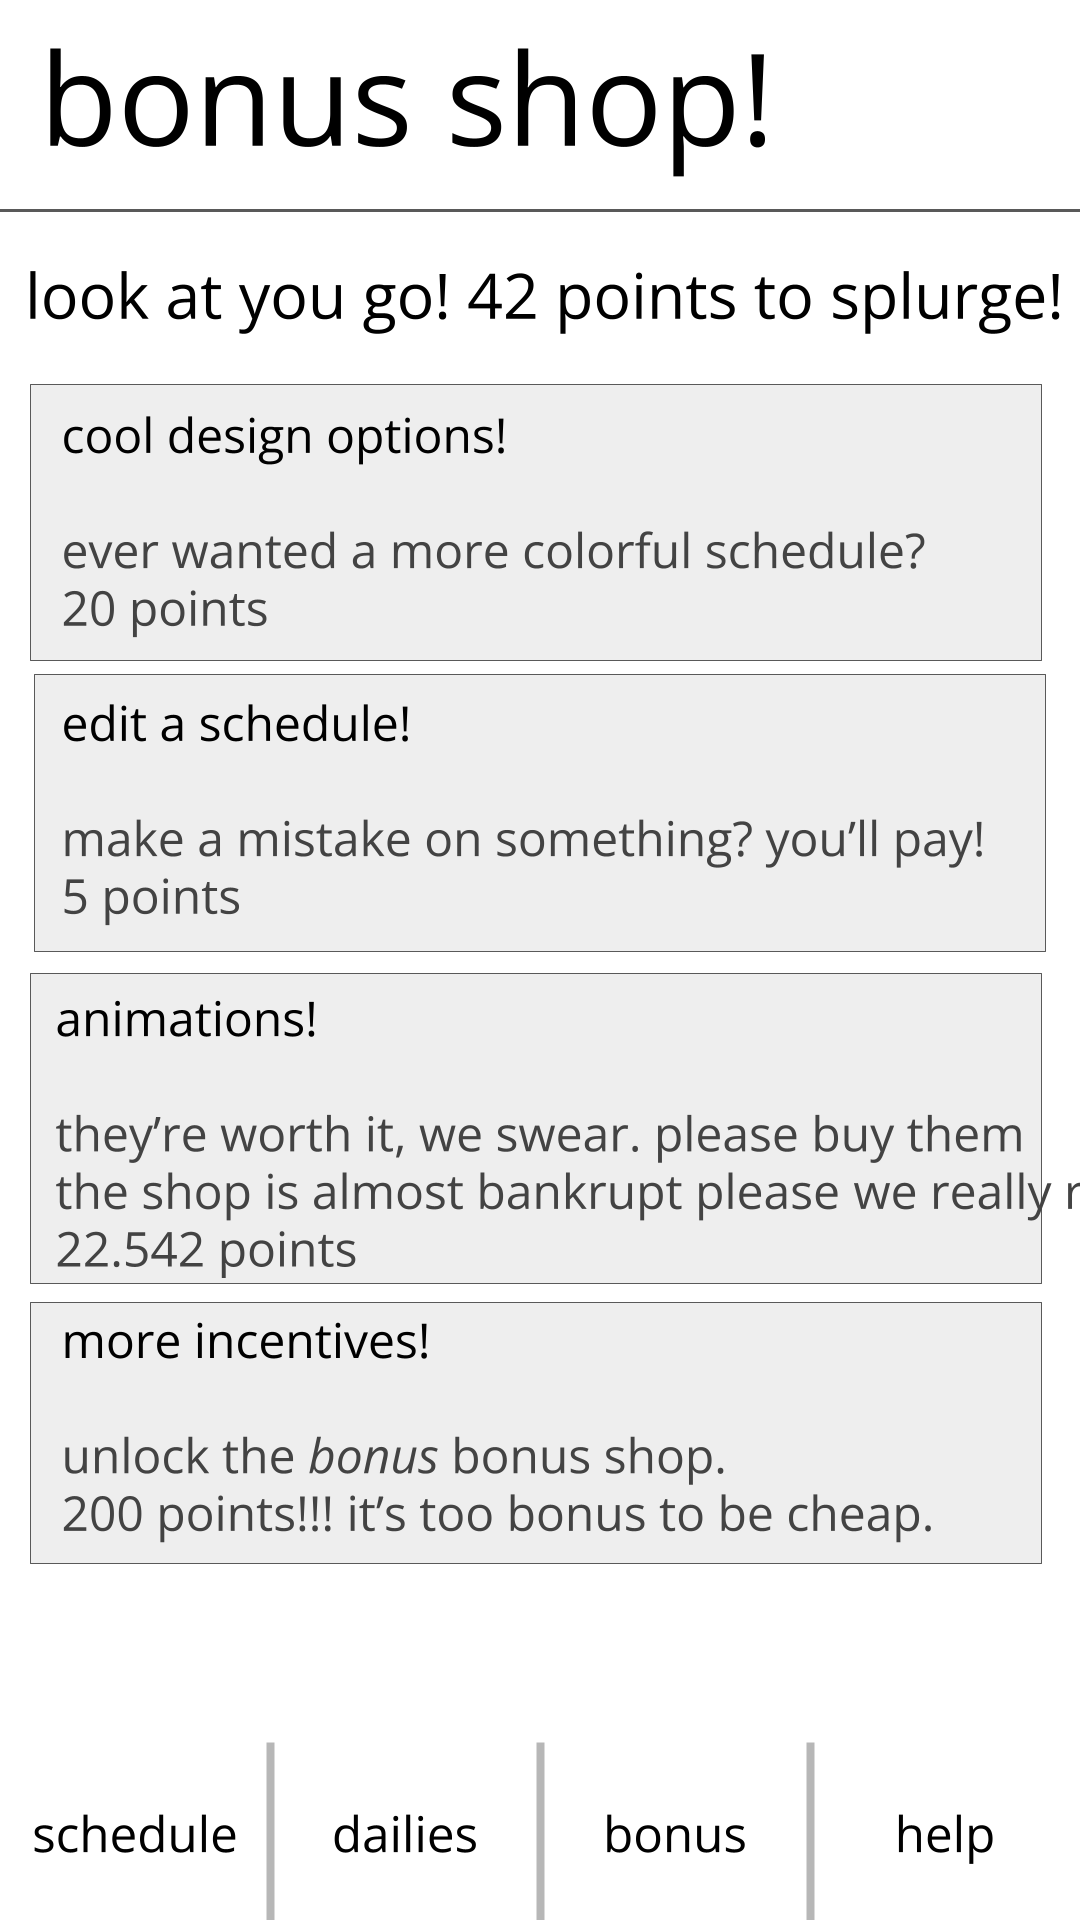 bonus shop!
look at you go! 42 points to splurge!
cool design options!
ever wanted a more colorful schedule?
20 points
edit a schedule!
make a mistake on something? you’ll pay!
5 points
animations!
they’re worth it, we swear. please buy them
the shop is almost bankrupt please we really
22.542 points
more incentives!
unlock the bonus bonus shop.
200 points!!! it’s too bonus to be cheap.
schedule
dailies
bonus
help